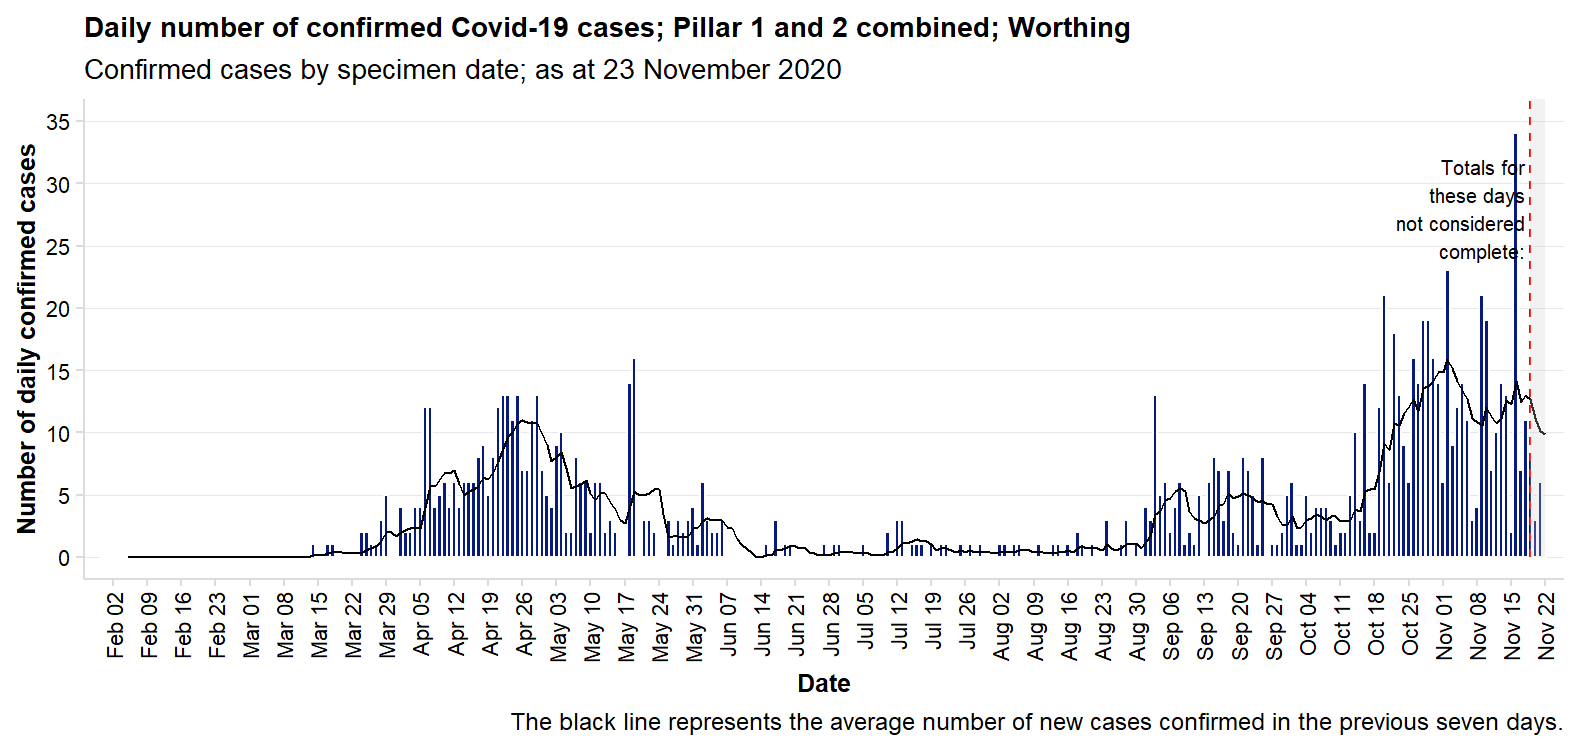 Daily number of confirmed Covid-19 cases; Pillar 1 and 2 combined; Worthing
Confirmed cases by specimen date; as at 23 November 2020
Number of daily confirmed cases
35
30
25
20
15
10
5
0
Totals for
these days
not considered
complete:
Feb 02
Feb 09
Feb 16
Feb 23
Mar 01
Mar 08
Mar 15
Mar 22
Mar 29
Apr 05
Apr 12
Apr 19
Apr 26
May 03
May 10
May 17
May 24
May 31
Jun 07
Jun 14
Jun 21
Jun 28
Jul 05
Jul 12
Jul 19
Jul 26
Aug 02
Aug 09
Aug 16
Aug 23
Aug 30
Sep 06
Sep 13
Sep 20
Sep 27
Oct 04
Oct 11
Oct 18
Oct 25
Nov 01
Nov 08
Nov 15
Nov 22
Date
The black line represents the average number of new cases confirmed in the previous seven days.